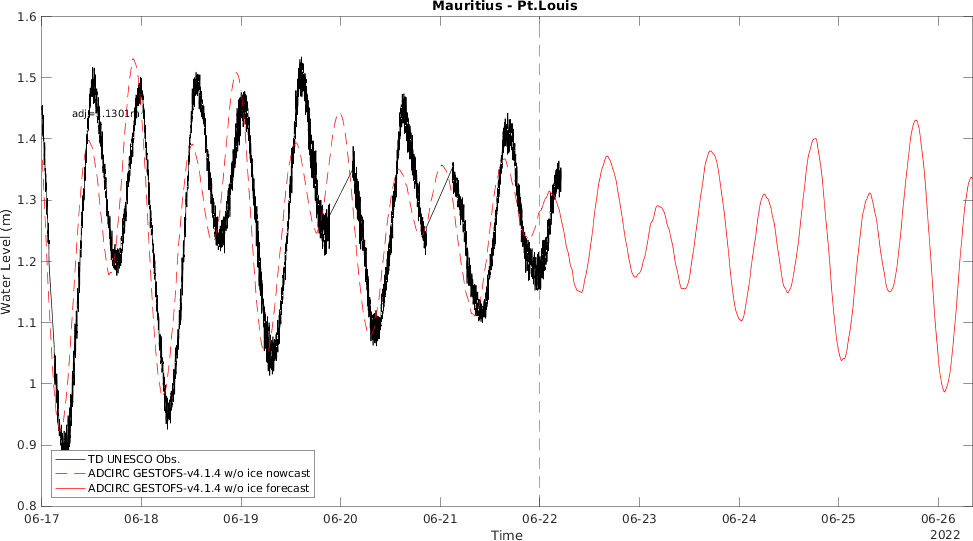 Mauritius - Pt.Louis
Water Level (m)
1.6
1.5
1.4
1.3
1.2
1.1
1
0.9
0.8
TD UNESCO Obs.
ADCIRC GESTOFS-v4.1.4 w/o ice nowcast
ADCIRC GESTOFS-v4.1.4 w/o ice forecast
06-17 06-18 06-19 06-20 06-21 06-22 06-23 06-24 06-25 06-26
2022
Time